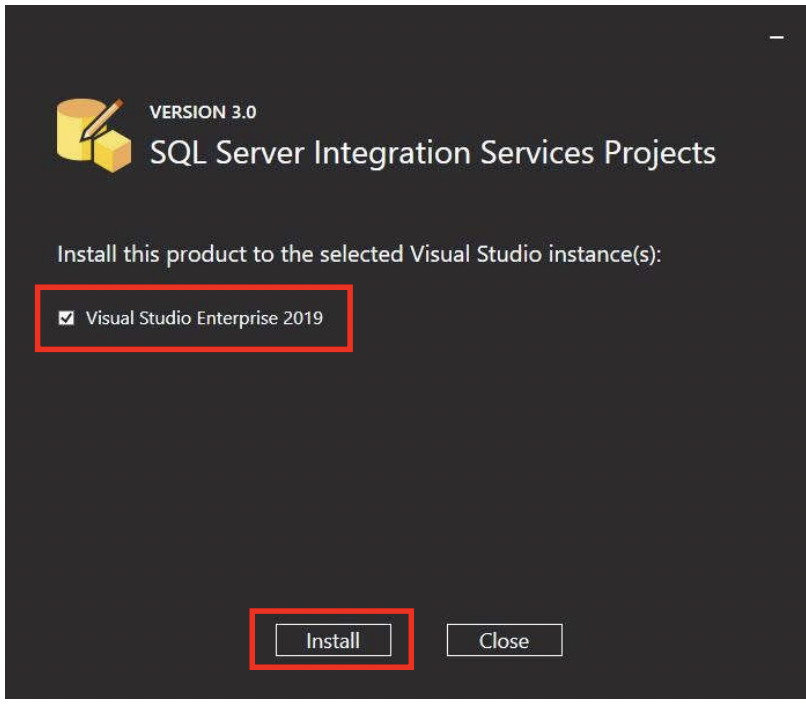 VERSION 3.0
SQL Server Integration Services Projects
Install this product to the selected Visual Studio instance(s):
Visual Studio Enterprise 2019
Install
Close